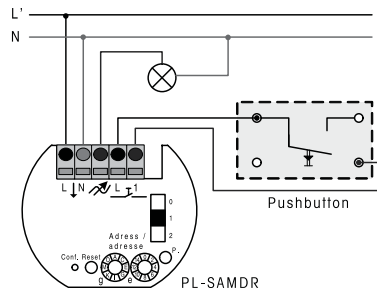 L'
N
L N L 1
0
1
2
Pushbutton
Adress /
adresse
P.
Conf. Reset
g e
PL-SAMDR